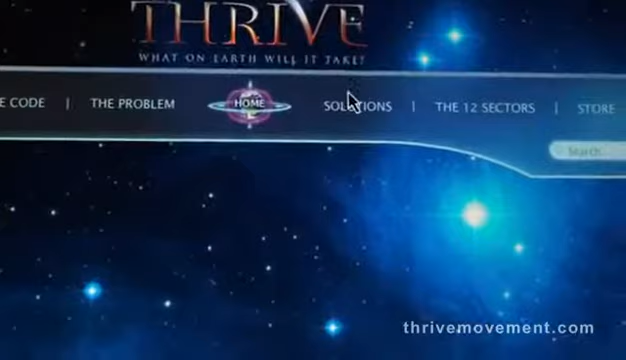 THRIVE
WHAT ON EARTH WILL IT TAKE?
E CODE | THE PROBLEM HOME SOLUTIONS | THE 12 SECTORS | STORE
Search...
thrivemovement.com